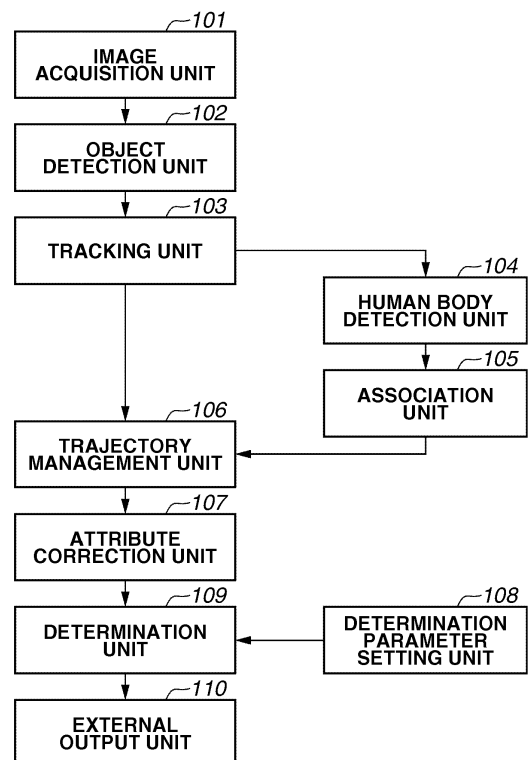 101
IMAGE
ACQUISITION UNIT
102
OBJECT
DETECTION UNIT
103
TRACKING UNIT
104
HUMAN BODY
DETECTION UNIT
105
ASSOCIATION
UNIT
106
TRAJECTORY
MANAGEMENT UNIT
107
ATTRIBUTE
CORRECTION UNIT
109
DETERMINATION
UNIT
108
DETERMINATION
PARAMETER
SETTING UNIT
110
EXTERNAL
OUTPUT UNIT